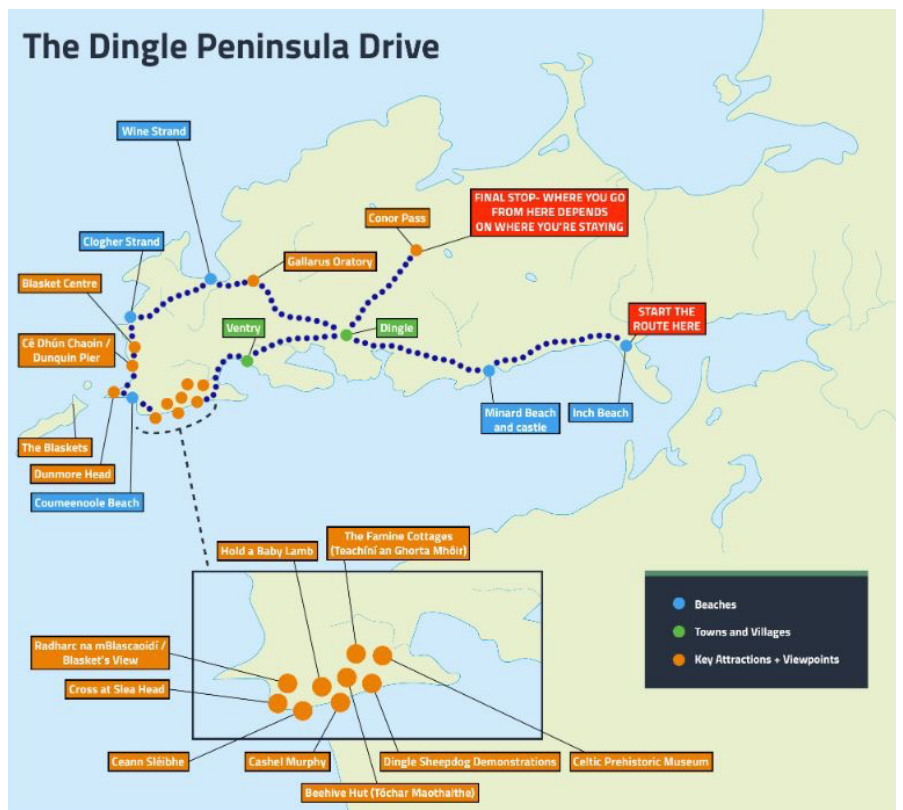 The Dingle Peninsula Drive
Wine Strand
FINAL STOP- WHERE YOU GO
FROM HERE DEPENDS
ON WHERE YOU'RE STAYING
Conor Pass
Clogher Strand
Gallarus Oratory
Blasket Centre
START THE
ROUTE HERE
Ventry
Dingle
Cé Dhún Chaoin /
Dunquin Pier
Minard Beach
and castle
Inch Beach
The Blaskets
Dunmore Head
Coumeenoole Beach
The Famine Cottages
(Teachíní an Ghorta Mhóir)
Hold a Baby Lamb
Beaches
Towns and Villages
Key Attractions + Viewpoints
Radharc na mBlascaoidí /
Blasket's View
Cross at Slea Head
Ceann Sléibhe
Cashel Murphy
Dingle Sheepdog Demonstrations
Celtic Prehistoric Museum
Beehive Hut (Tóchar Maothaitha)